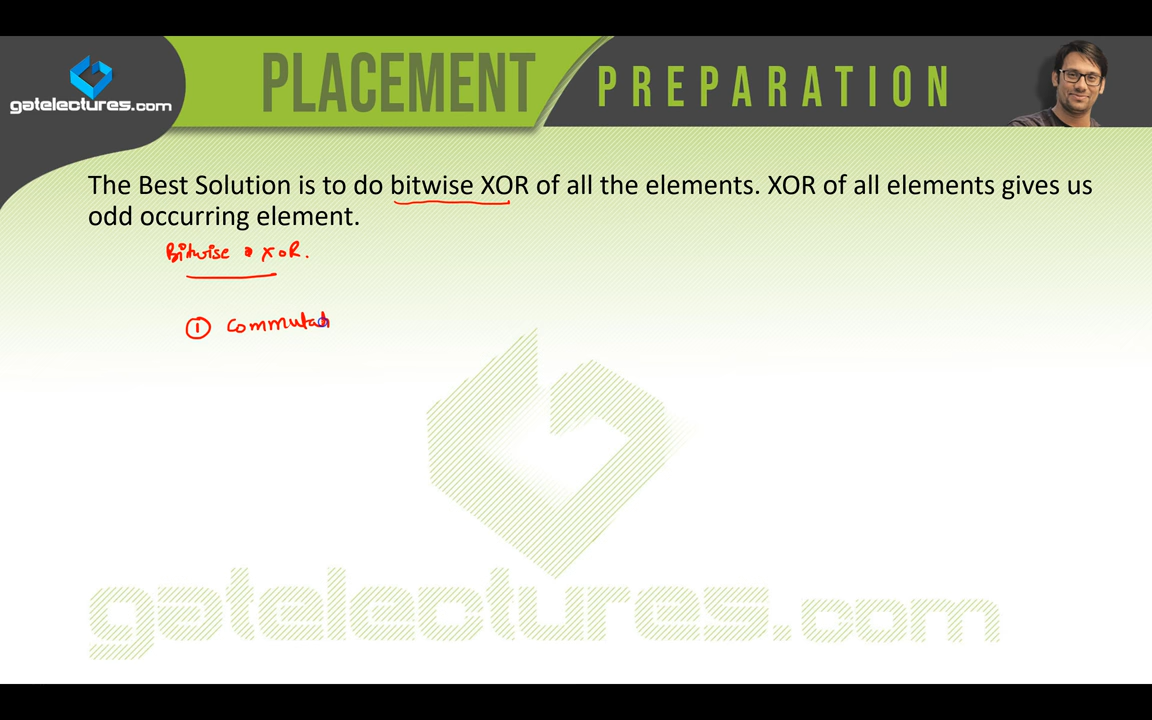 gatelectures.com
PLACEMENT PREPARATION
The Best Solution is to do bitwise XOR of all the elements. XOR of all elements gives us
odd occurring element.
Bitwise XOR.
① Commutati
gatelectures.com